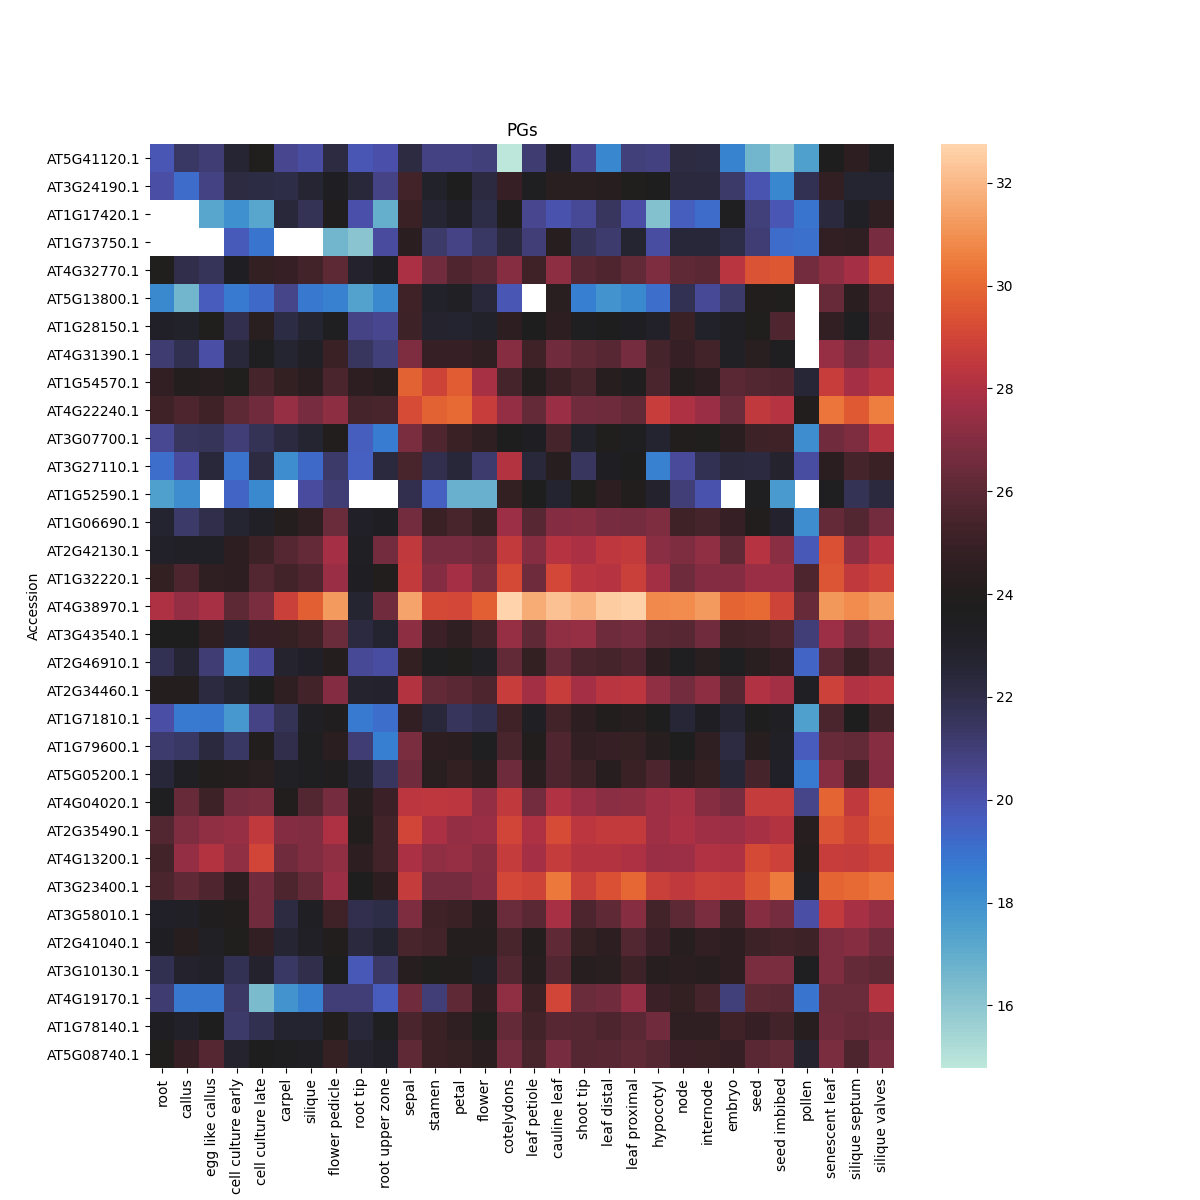 PGs
Accession
AT5G41120.1
AT3G24190.1
AT1G17420.1
AT1G73750.1
AT4G32770.1
AT5G13800.1
AT1G28150.1
AT4G31390.1
AT1G54570.1
AT4G22240.1
AT3G07700.1
AT3G27110.1
AT1G52590.1
AT1G06690.1
AT2G42130.1
AT1G32220.1
AT4G38970.1
AT3G43540.1
AT2G46910.1
AT2G34460.1
AT1G71810.1
AT1G79600.1
AT5G05200.1
AT4G04020.1
AT2G35490.1
AT4G13200.1
AT3G23400.1
AT3G58010.1
AT2G41040.1
AT3G10130.1
AT4G19170.1
AT1G78140.1
AT5G08740.1
root
callus
egg like callus
cell culture early
cell culture late
carpel
silique
flower pedicle
root tip
root upper zone
sepal
stamen
petal
flower
cotelydons
leaf petiole
cauline leaf
shoot tip
leaf distal
leaf proximal
hypocotyl
node
internode
embryo
seed
seed imbibed
pollen
senescent leaf
silique septum
silique valves
32
30
28
26
24
22
20
18
16